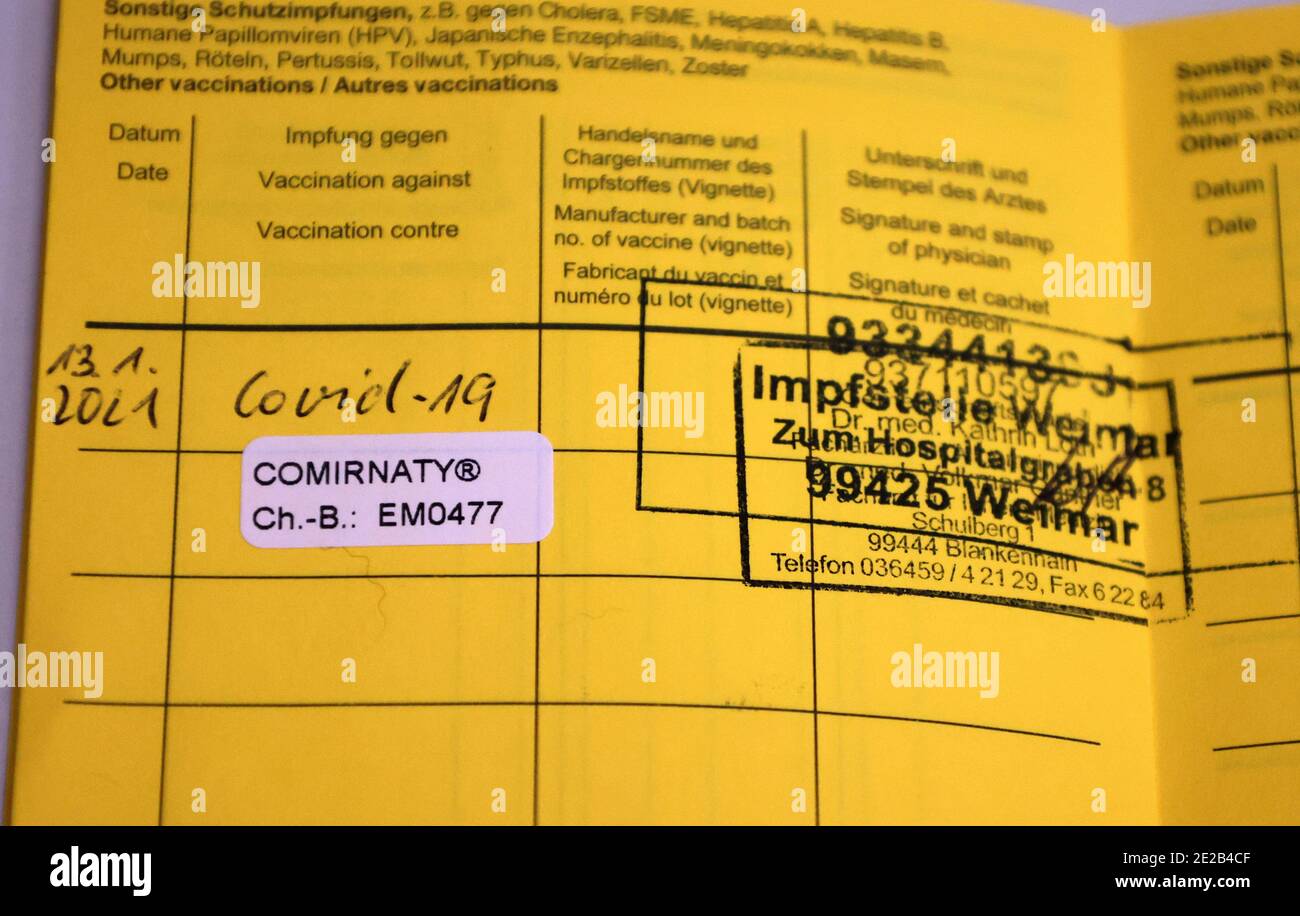 Sonstige Schutzimpfungen, z.B. gegen Cholera, FSME, Hepatitis A, Hepatitis B,
Humane Papillomviren (HPV), Japanische Enzephalitis, Meningokokken, Masern,
Mumps, Röteln, Pertussis, Tollwut, Typhus, Varizellen, Zoster
Other vaccinations / Autres vaccinations
Datum
Date
Impfung gegen
Vaccination against
Vaccination contre
Handelsname und
Chargennummer des
Impfstoffes (Vignette)
Manufacturer and batch
no. of vaccine (vignette)
Fabricant du vaccin et
numéro du lot (vignette)
Unterschrift und
Stempel des Arztes
Signature and stamp
of physician
Signature et cachet
du médecin
13.1.
2021
Covid-19
COMIRNATY®
Ch.-B.: EM0477
Impfstelle Weimar
Zum Hospitalgraben 8
99425 Weimar
Dr. med. Kathrin
Schulberg 1
99444 Blankenhain
Telefon 036459 / 4 21 29, Fax 6 22 84
Sonstige
Humane
Mumps,
Other
Datum
Date
alamy
alamy
Image ID: 2E2B4CF
www.alamy.com